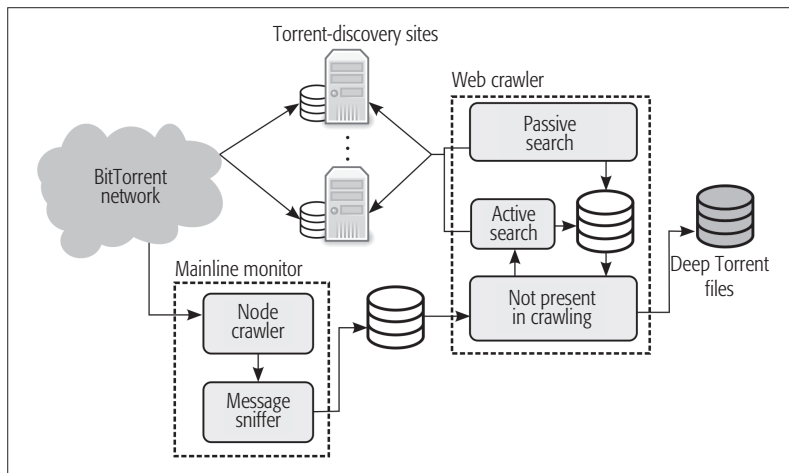 Torrent-discovery sites
Web crawler
Passive
search
BitTorrent
network
Active
search
Deep Torrent
files
Mainline monitor
Not present
in crawling
Node
crawler
Message
sniffer